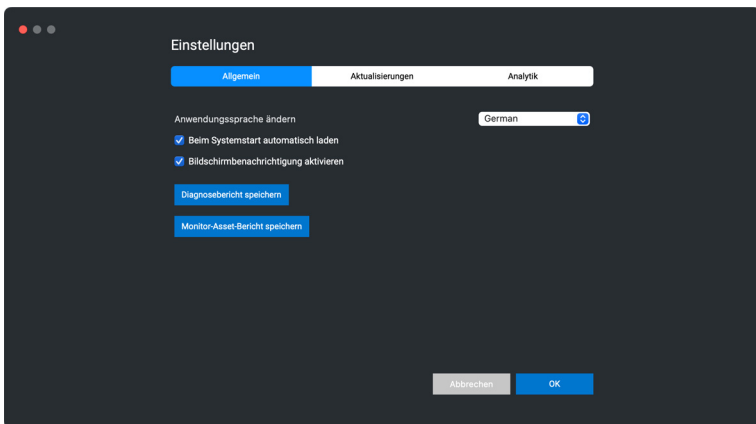 Einstellungen
Allgemein Aktualisierungen Analytik
Anwendungssprache ändern German
Beim Systemstart automatisch laden
Bildschirmbenachrichtigung aktivieren
Diagnosebericht speichern
Monitor-Asset-Bericht speichern
Abbrechen OK